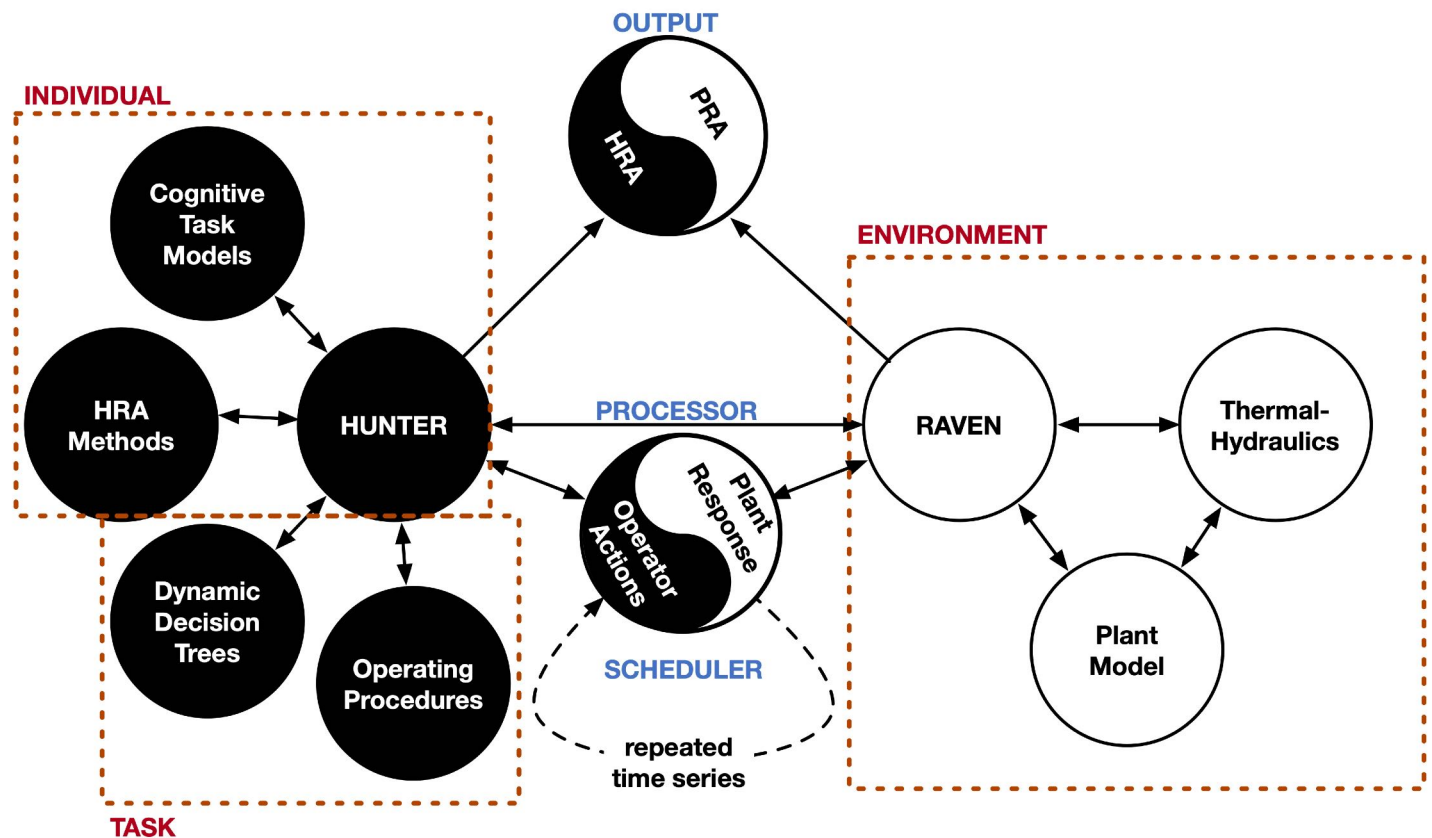 OUTPUT
PRA
HRA
INDIVIDUAL
Cognitive
Task
Models
HRA
Methods
HUNTER
PROCESSOR
ENVIRONMENT
RAVEN
Thermal-
Hydraulics
Plant
Model
Plant
Response
Operator
Actions
SCHEDULER
repeated
time series
Dynamic
Decision
Trees
Operating
Procedures
TASK